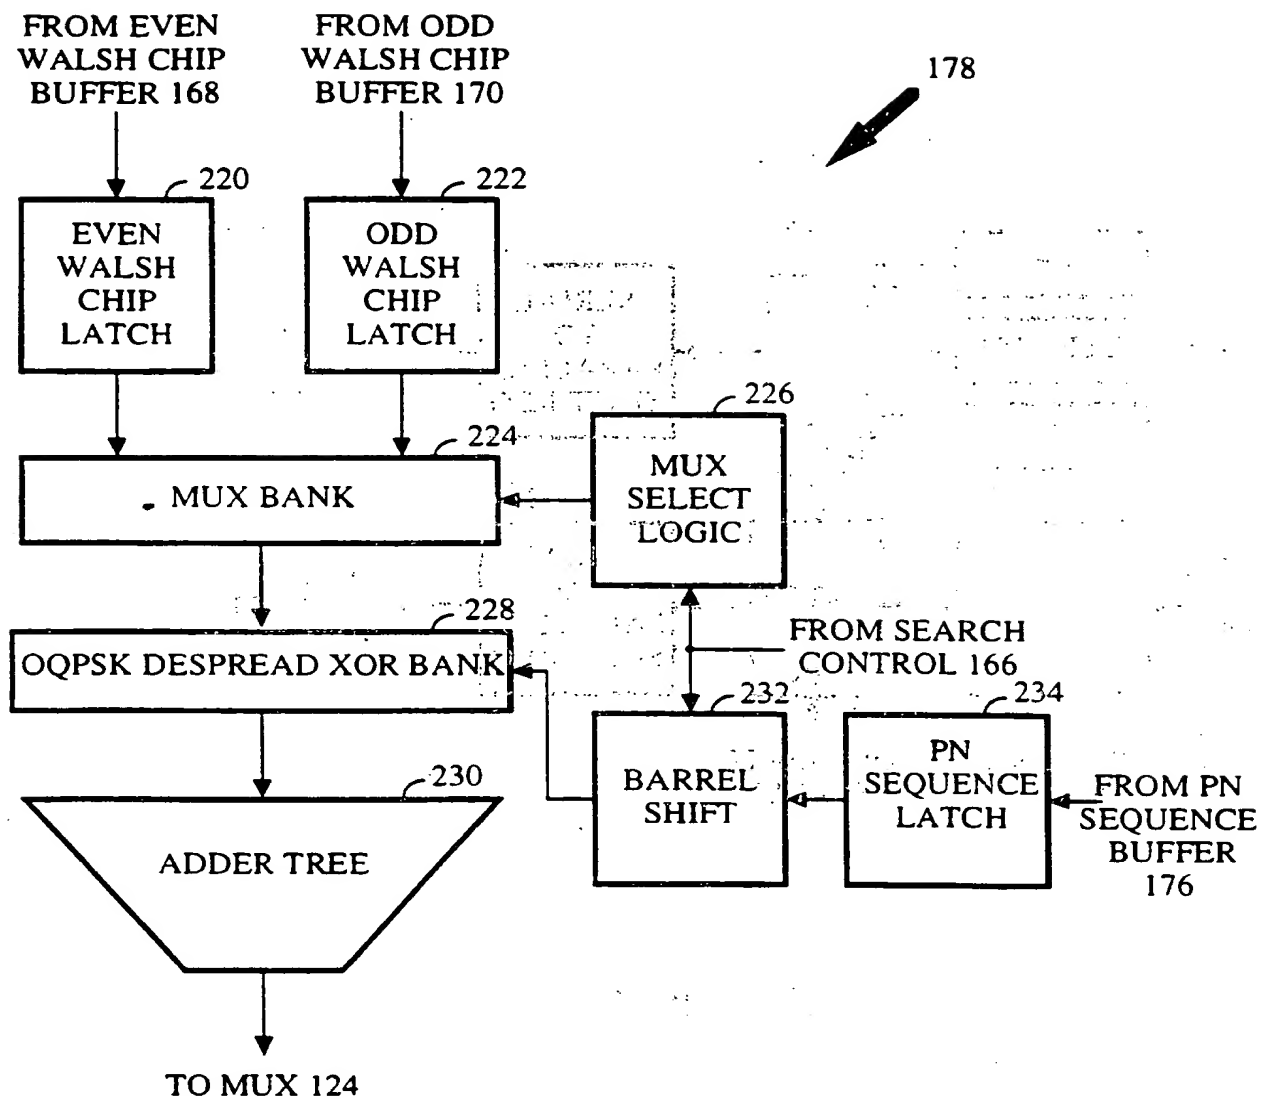 FROM EVEN
WALSH CHIP
BUFFER 168
FROM ODD
WALSH CHIP
BUFFER 170
178
220
EVEN
WALSH
CHIP
LATCH
222
ODD
WALSH
CHIP
LATCH
224
MUX BANK
226
MUX
SELECT
LOGIC
228
OQPSK DESPREAD XOR BANK
FROM SEARCH
CONTROL 166
230
ADDER TREE
232
BARREL
SHIFT
234
PN
SEQUENCE
LATCH
FROM PN
SEQUENCE
BUFFER
176
TO MUX 124